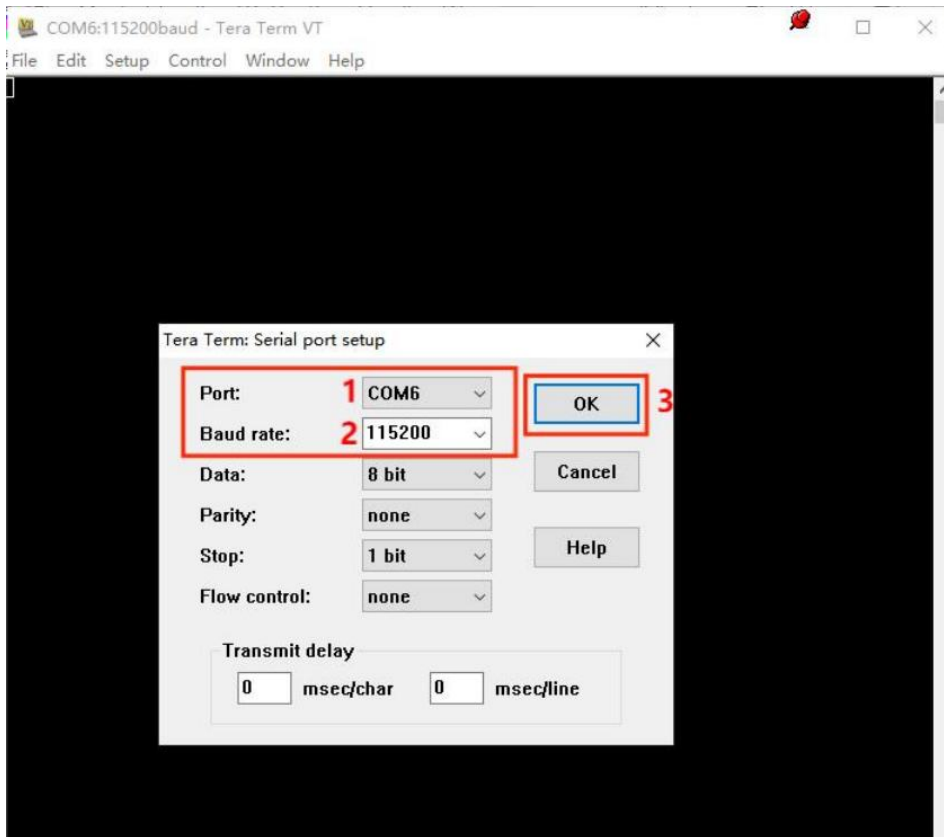 COM6:115200baud - Tera Term VT
File Edit Setup Control Window Help
Tera Term: Serial port setup
Port: 1 COM6
OK 3
Baud rate: 2 115200
Data: 8 bit
Cancel
Parity: none
Stop: 1 bit
Help
Flow control: none
Transmit delay
0 msec/char 0 msec/line